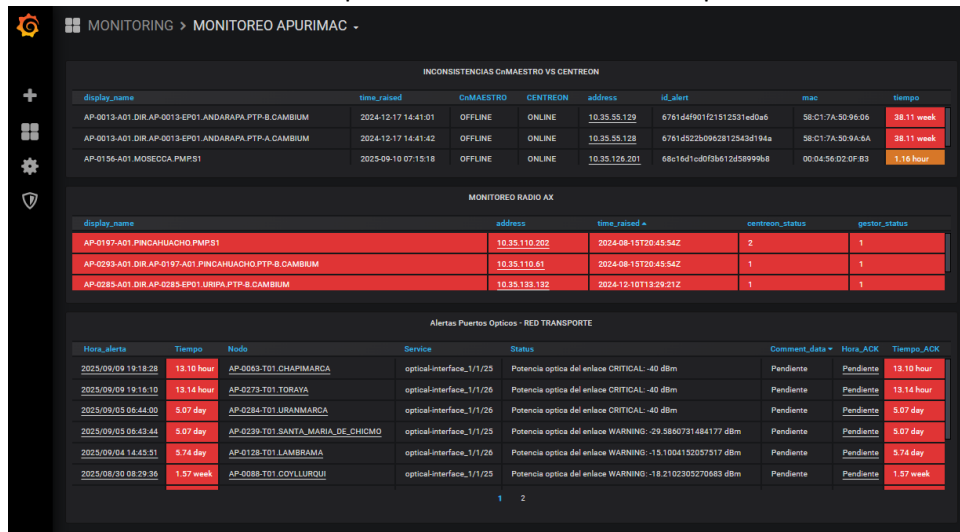 MONITORING > MONITOREO APURIMAC
INCONSISTENCIAS CnMAESTRO VS CENTREON
display_name time_raised CnMAESTRO CENTREON address id_alert mac tiempo
AP-0013-A01.DIR.AP-0013-EP01.ANDARAPA.PTP-B.CAMBIUM 2024-12-17 14:41:01 OFFLINE ONLINE 10.35.55.129 6761d4f901f21512531ed0a6 58:C1:7A:50:96:06 38.11 week
AP-0013-A01.DIR.AP-0013-EP01.ANDARAPA.PTP-A.CAMBIUM 2024-12-17 14:41:42 OFFLINE ONLINE 10.35.55.128 6761d522b0962812543d194a 58:C1:7A:50:9A:6A 38.11 week
AP-0156-A01.MOSECCA.PMP.S1 2025-09-10 07:15:18 OFFLINE ONLINE 10.35.126.201 68c16d1cd0f3b612d58999b8 00:04:56:D2:0F:B3 1.16 hour
MONITOREO RADIO AX
display_name address time_raised centreon_status gestor_status
AP-0197-A01.PINCAHUACHO.PMP.S1 10.35.110.202 2024-08-15T20:45:54Z 2 1
AP-0293-A01.DIR.AP-0197-A01.PINCAHUACHO.PTP-B.CAMBIUM 10.35.110.61 2024-08-15T20:45:54Z 1 1
AP-0285-A01.DIR.AP-0285-EP01.URIPA.PTP-B.CAMBIUM 10.35.133.132 2024-12-10T13:29:21Z 1 1
Alertas Puertos Opticos - RED TRANSPORTE
Hora_alerta Tiempo Nodo Service Status Comment_data Hora_ACK Tiempo_ACK
2025/09/09 19:18:28 13.10 hour AP-0063-T01.CHAPIMARCA optical-interface_1/1/25 Potencia optica del enlace CRITICAL: -40 dBm Pendiente Pendiente 13.10 hour
2025/09/09 19:16:10 13.14 hour AP-0273-T01.TORAYA optical-interface_1/1/26 Potencia optica del enlace CRITICAL: -40 dBm Pendiente Pendiente 13.14 hour
2025/09/05 06:44:00 5.07 day AP-0284-T01.URANMARCA optical-interface_1/1/26 Potencia optica del enlace CRITICAL: -40 dBm Pendiente Pendiente 5.07 day
2025/09/05 06:43:44 5.07 day AP-0239-T01.SANTA_MARIA_DE_CHICMO optical-interface_1/1/25 Potencia optica del enlace WARNING: -29.5860731484177 dBm Pendiente Pendiente 5.07 day
2025/09/04 14:45:51 5.74 day AP-0128-T01.LAMBRAMA optical-interface_1/1/26 Potencia optica del enlace WARNING: -15.1004152057517 dBm Pendiente Pendiente 5.74 day
2025/08/30 08:29:36 1.57 week AP-0088-T01.COYLLURQUI optical-interface_1/1/25 Potencia optica del enlace WARNING: -18.2102305270683 dBm Pendiente Pendiente 1.57 week
1 2